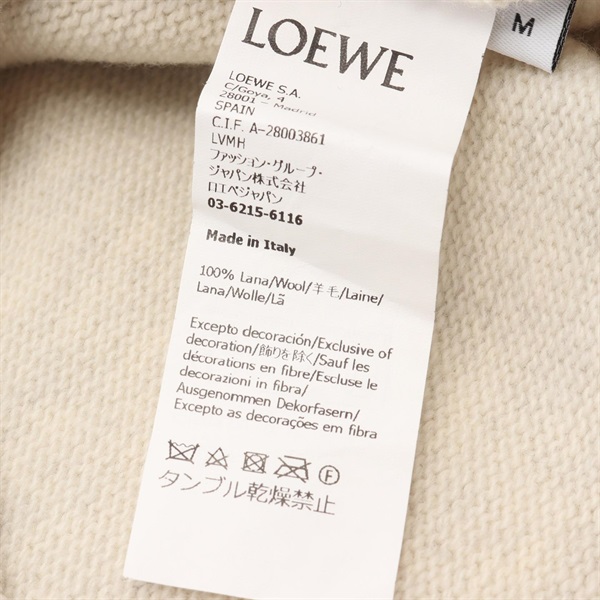 LOEWE
M
LOEWE S.A.
C/Goya, 4
28001 - Madrid
SPAIN
C.I.F. A-28003861
LVMH
ファッション・グループ・
ジャパン株式会社
ロエベジャパン
03-6215-6116
Made in Italy
100% Lana/Wool/羊毛/Laine/
Lana/Wolle/Lã
Excepto decoración/Exclusive of
decoration/飾りを除く/Sauf les
décorations en fibre/Escluse le
decorazioni in fibra/
Ausgenommen Dekorfasern/
Excepto as decorações em fibra
F
タンブル乾燥禁止